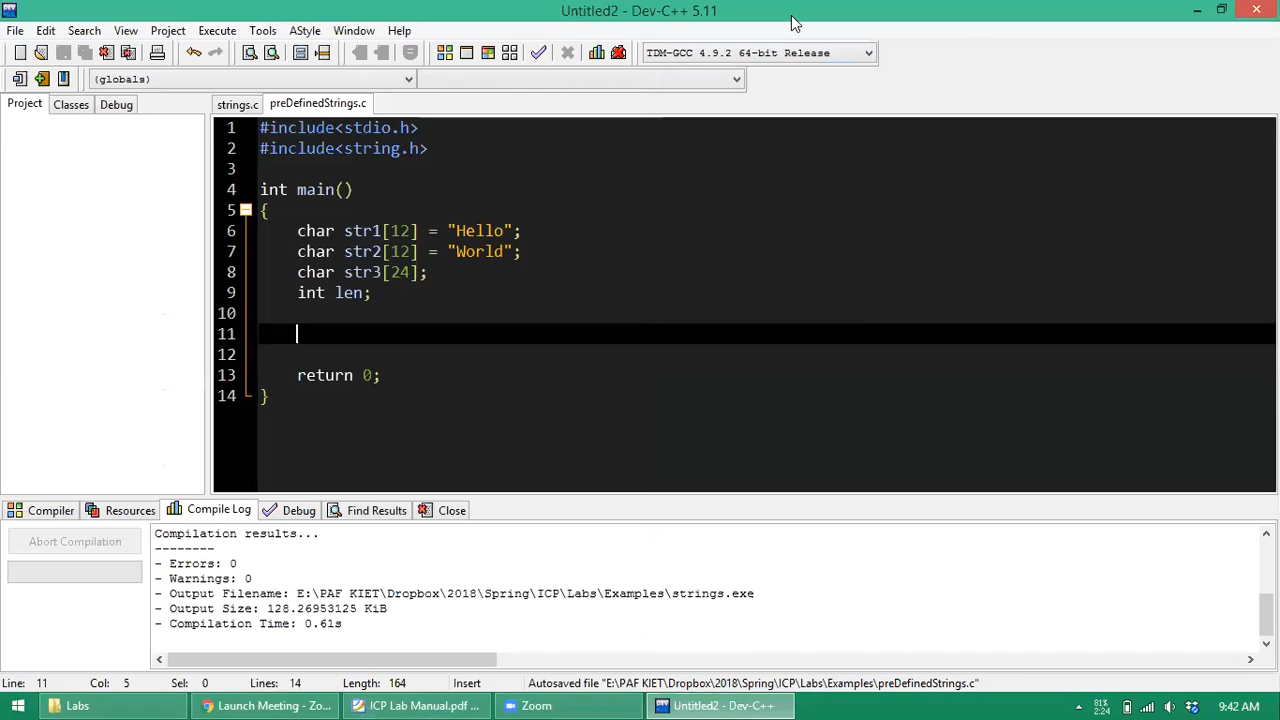 Untitled2 - Dev-C++ 5.11
File Edit Search View Project Execute Tools AStyle Window Help
TDM-GCC 4.9.2 64-bit Release
(globals)
Project Classes Debug
strings.c preDefinedStrings.c
1 #include<stdio.h>
2 #include<string.h>
3
4 int main()
5 {
6 char str1[12] = "Hello";
7 char str2[12] = "World";
8 char str3[24];
9 int len;
10
11
12
13 return 0;
14 }
Compiler Resources Compile Log Debug Find Results Close
Abort Compilation
Compilation results...
--------
- Errors: 0
- Warnings: 0
- Output Filename: E:\PAF KIET\Dropbox\2018\Spring\ICP\Labs\Examples\strings.exe
- Output Size: 128.26953125 KiB
- Compilation Time: 0.61s
Line: 11 Col: 5 Sel: 0 Lines: 14 Length: 164 Insert Autosaved file "E:\PAF KIET\Dropbox\2018\Spring\ICP\Labs\Examples\preDefinedStrings.c"
Labs Launch Meeting - Zo... ICP Lab Manual.pdf ... Zoom Untitled2 - Dev-C++ ... 81% 2:24 9:42 AM